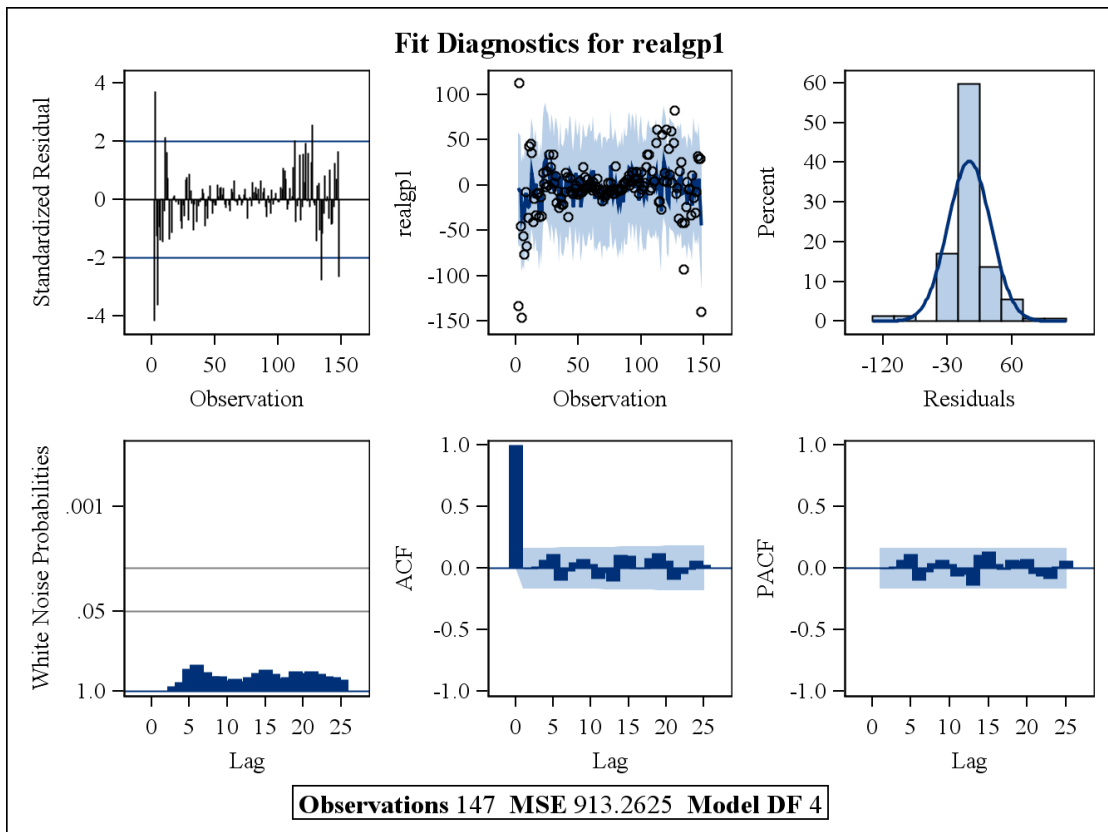 Fit Diagnostics for realgp1
Standardized Residual
4
2
0
-2
-4
0 50 100 150
Observation
realgp1
100
50
0
-50
-100
-150
0 50 100 150
Observation
Percent
60
50
40
30
20
10
0
-120 -30 60
Residuals
White Noise Probabilities
.001
.05
1.0
0 5 10 15 20 25
Lag
ACF
1.0
0.5
0.0
-0.5
-1.0
0 5 10 15 20 25
Lag
PACF
1.0
0.5
0.0
-0.5
-1.0
0 5 10 15 20 25
Lag
Observations 147 MSE 913.2625 Model DF 4